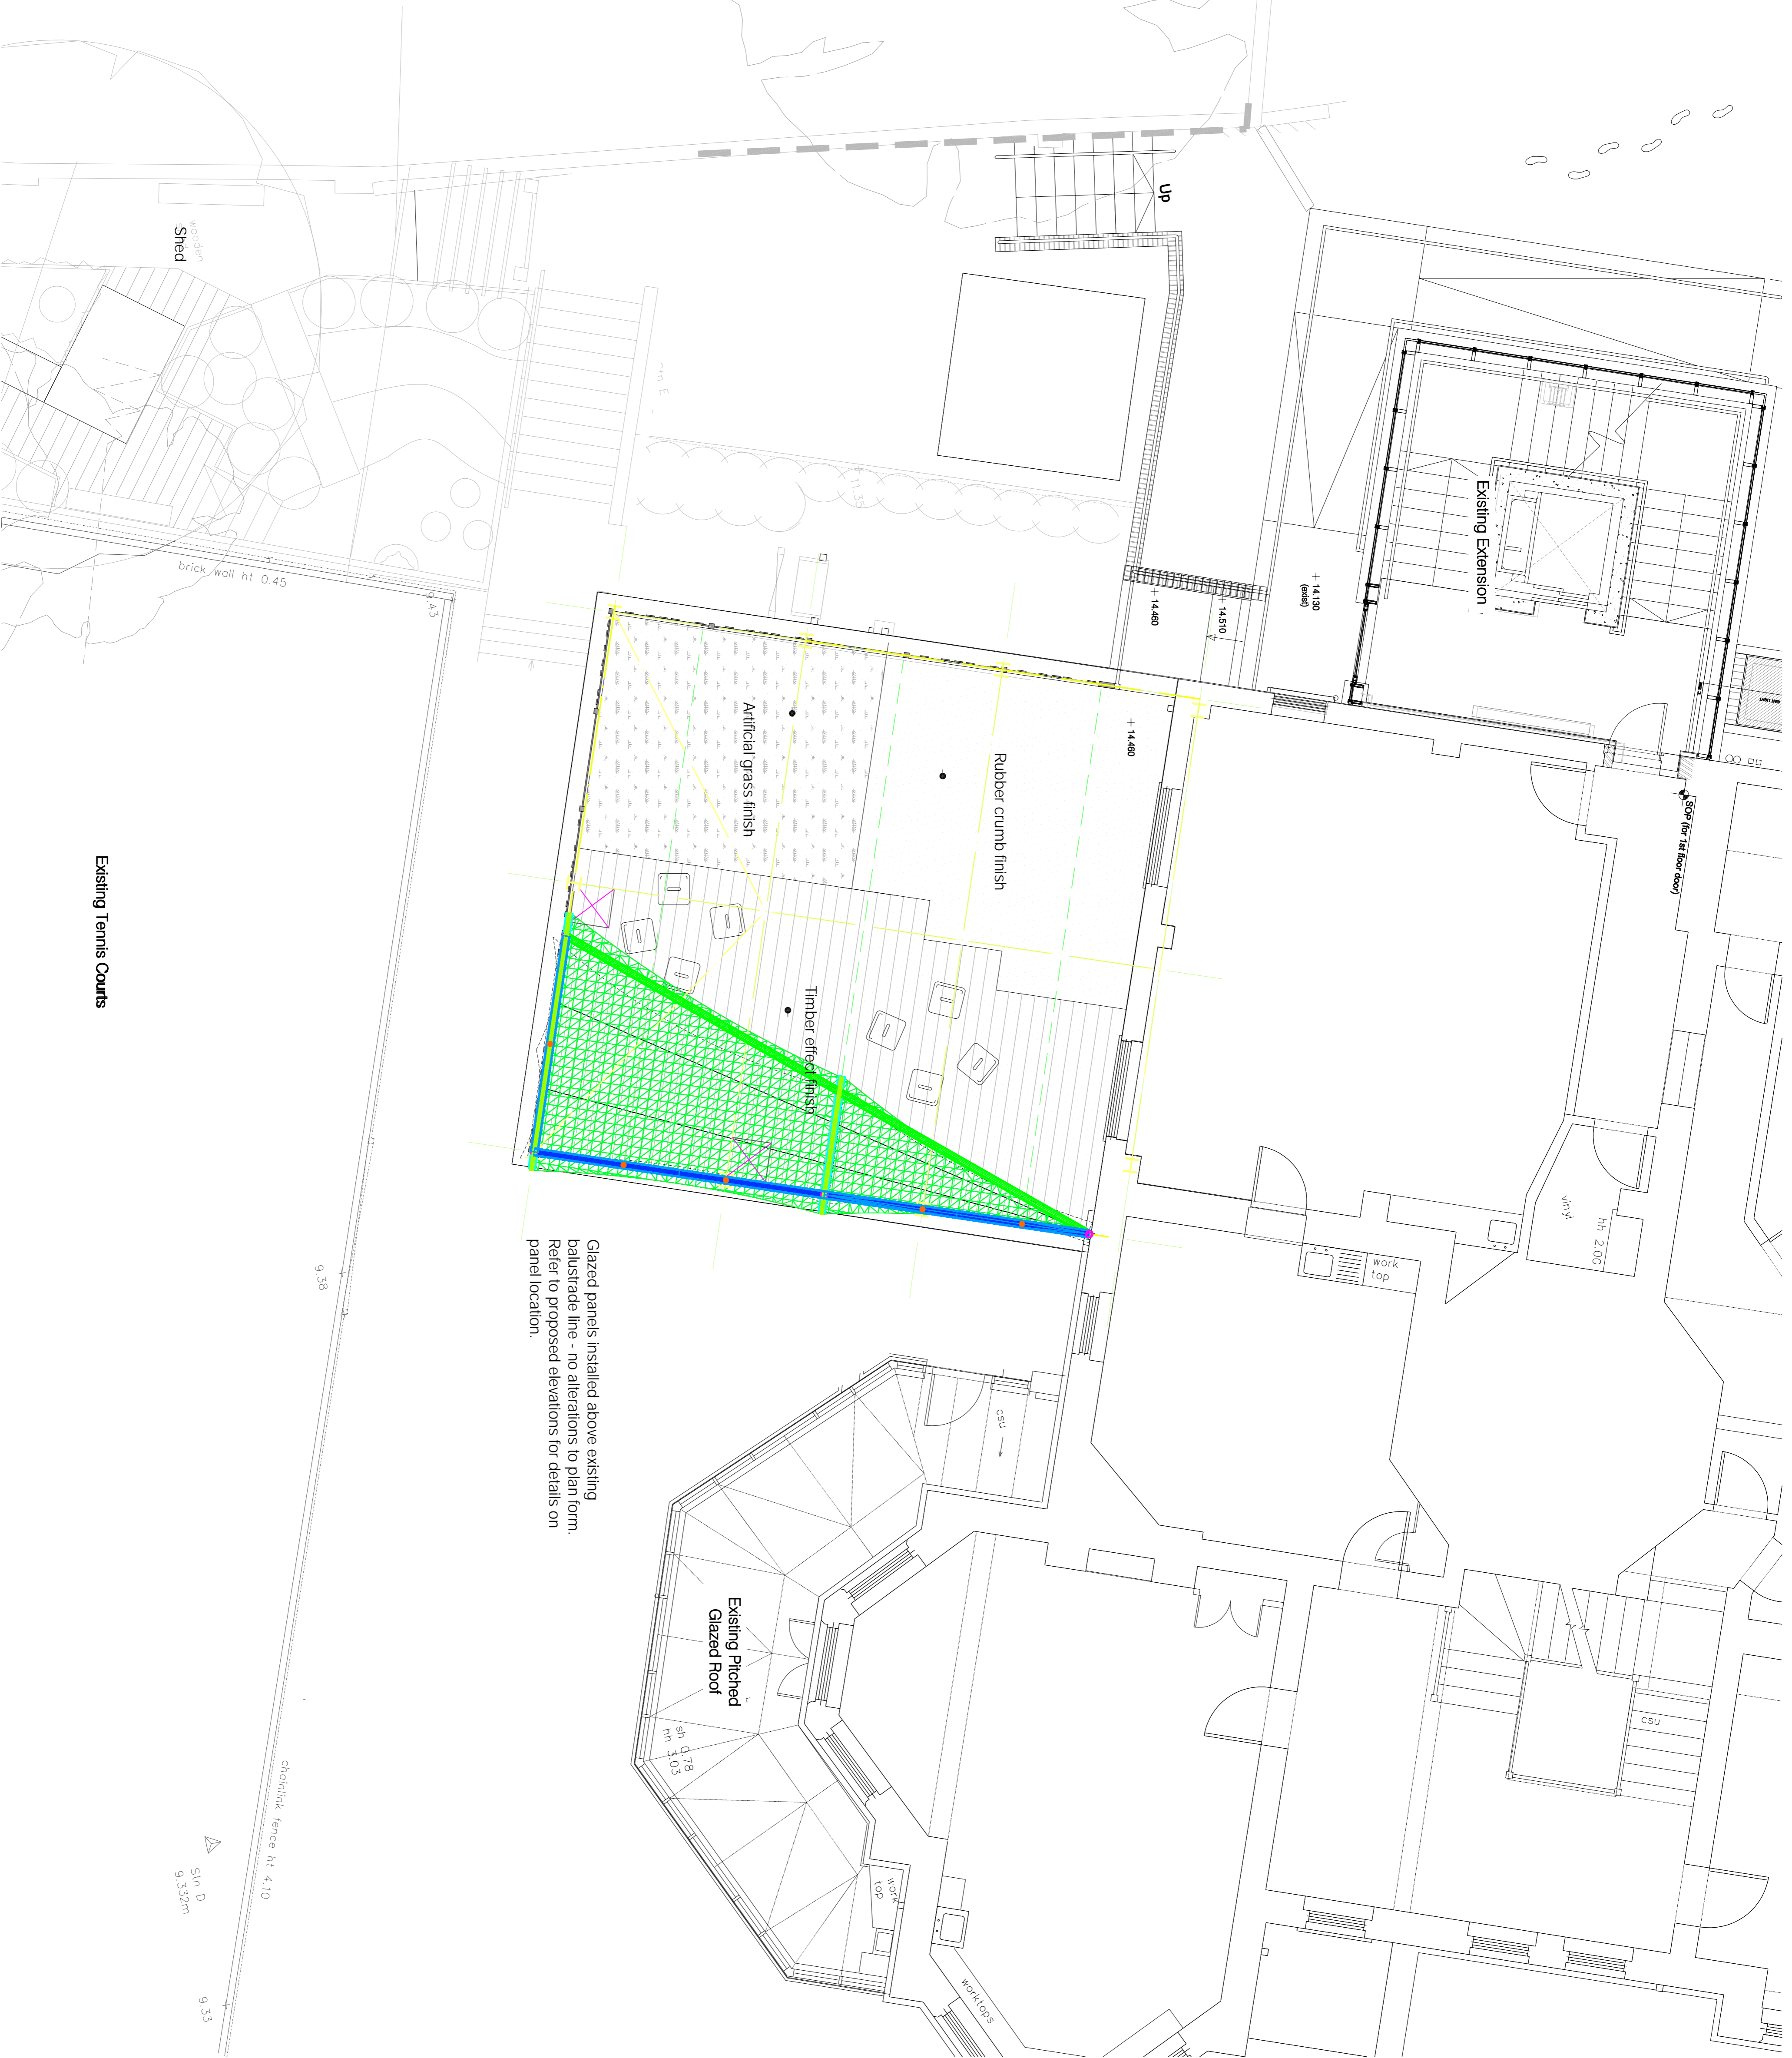 Up
wooden
Shed
11.35
Existing Extension
14.130
(exist)
14.510
14.460
14.460
SOP (for 1st floor door)
brick wall ht 0.45
9.43
Artificial grass finish
Rubber crumb finish
Timber effect finish
Existing Tennis Courts
vinyl
hh 2.00
work
top
Glazed panels installed above existing
balustrade line - no alterations to plan form.
Refer to proposed elevations for details on
panel location.
9.38
csu
Existing Pitched
Glazed Roof
sh 0.78
hh 3.03
csu
chainlink fence ht 4.10
Stn D
9.332m
work
top
worktops
9.33